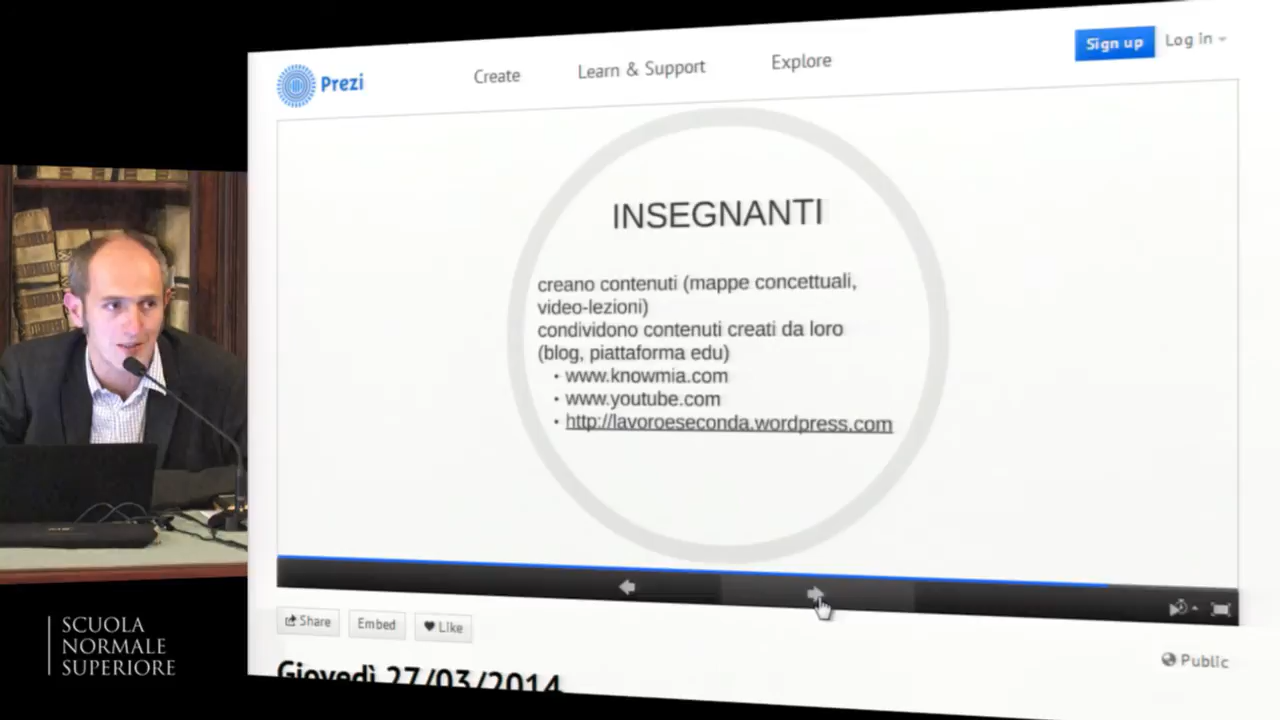 Prezi
Create
Learn & Support
Explore
Sign up
Log in
INSEGNANTI
creano contenuti (mappe concettuali,
video-lezioni)
condividono contenuti creati da loro
(blog, piattaforma edu)
• www.knowmia.com
• www.youtube.com
• http://lavoroeseconda.wordpress.com
Share
Embed
Like
Public
Giovedì 27/03/2014
SCUOLA
NORMALE
SUPERIORE